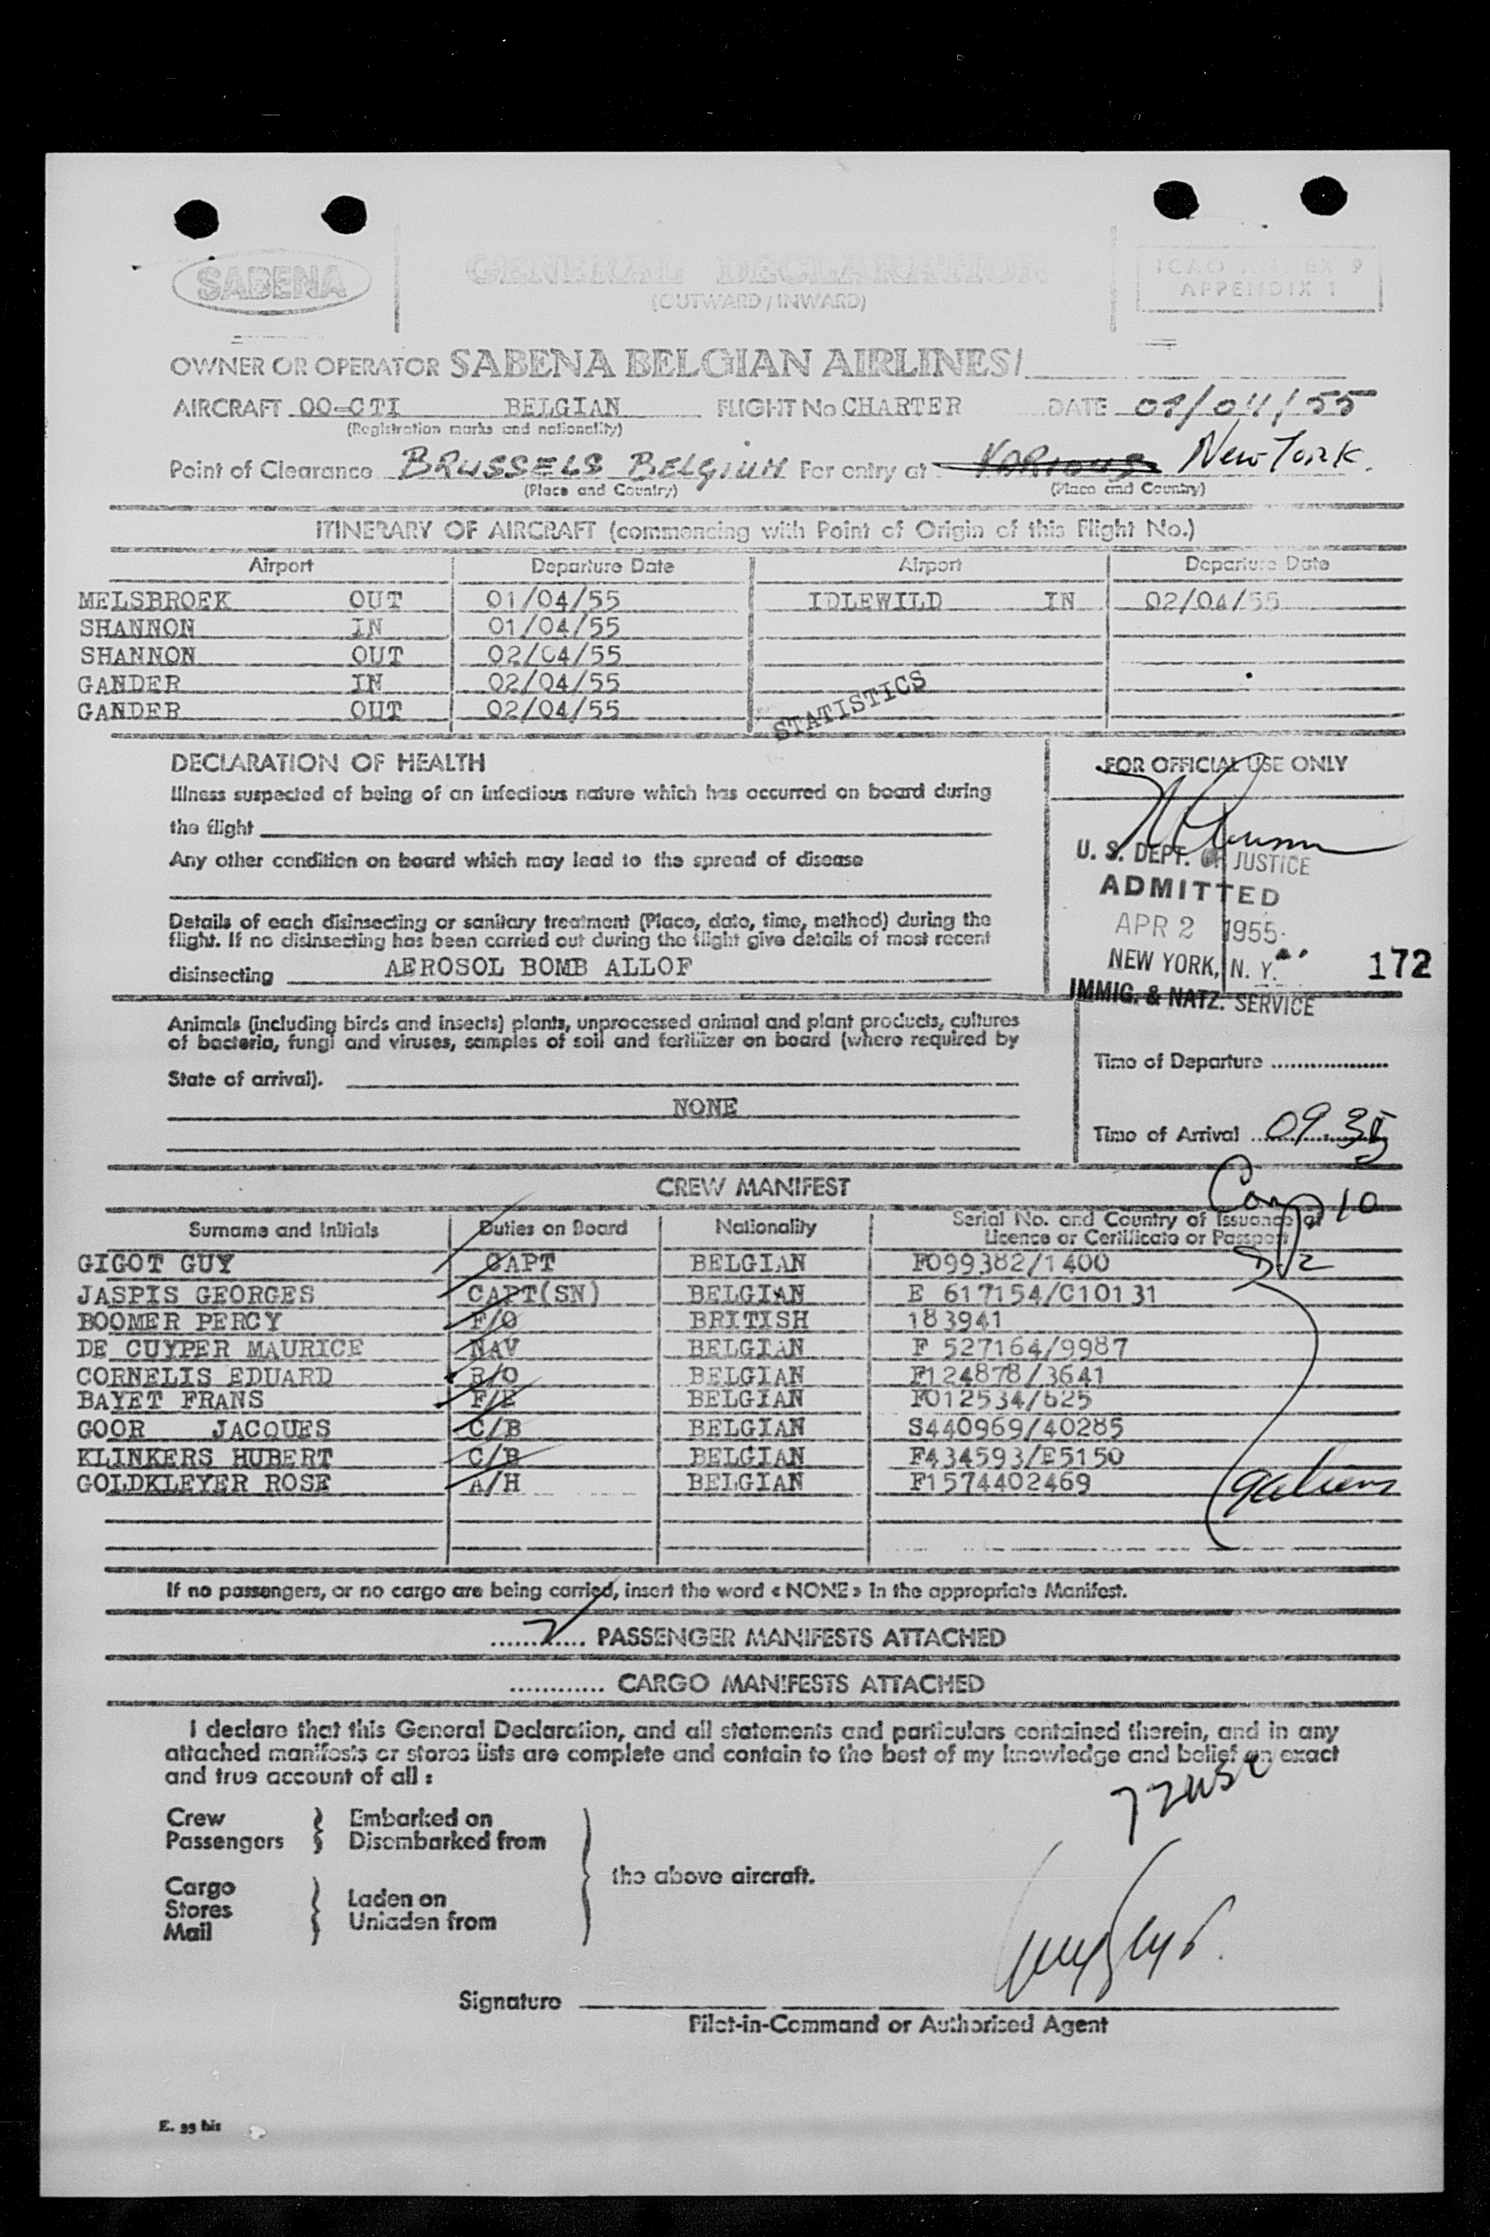 SABENA
GENERAL DECLARATION
(OUTWARD / INWARD)
ICAO ANNEX 9
APPENDIX 1
OWNER OR OPERATOR SABENA BELGIAN AIRLINES/
AIRCRAFT OO-CTI BELGIAN FLIGHT No CHARTER DATE 01/04/55
(Registration marks and nationality)
Point of Clearance BRUSSELS BELGIUM For entry at VARIOUS New York.
(Place and Country) (Place and Country)
ITINERARY OF AIRCRAFT (commencing with Point of Origin of this Flight No.)
Airport Departure Date Airport Departure Date
MELSBROEK OUT 01/04/55 IDLEWILD IN 02/04/55
SHANNON IN 01/04/55
SHANNON OUT 02/04/55
GANDER IN 02/04/55
GANDER OUT 02/04/55
STATISTICS
DECLARATION OF HEALTH
FOR OFFICIAL USE ONLY
Illness suspected of being of an infectious nature which has occurred on board during
the flight
Any other condition on board which may lead to the spread of disease
U. S. DEPT. OF JUSTICE
ADMITTED
APR 2 1955
NEW YORK, N. Y.
172
IMMIG. & NATZ. SERVICE
Details of each disinsecting or sanitary treatment (Place, date, time, method) during the
flight. If no disinsecting has been carried out during the flight give details of most recent
disinsecting AEROSOL BOMB ALLOF
Animals (including birds and insects) plants, unprocessed animal and plant products, cultures
of bacteria, fungi and viruses, samples of soil and fertilizer on board (where required by
State of arrival).
NONE
Time of Departure
Time of Arrival 09.35
CREW MANIFEST
Comp 10
Surname and Initials Duties on Board Nationality Serial No. and Country of Issuance of
Licence or Certificate or Passport
GIGOT GUY CAPT BELGIAN F099382/1400
JASPIS GEORGES CAPT(SN) BELGIAN E 617154/C10131
BOOMER PERCY F/O BRITISH 183941
DE CUYPER MAURICE NAV BELGIAN F 527164/9987
CORNELIS EDUARD R/O BELGIAN F124878/3641
BAYET FRANS F/E BELGIAN F012534/625
GOOR JACQUES C/B BELGIAN S440969/40285
KLINKERS HUBERT C/B BELGIAN F434593/E5150
GOLDKLEYER ROSE A/H BELGIAN F1574402469
9 aliens
If no passengers, or no cargo are being carried, insert the word « NONE » in the appropriate Manifest.
PASSENGER MANIFESTS ATTACHED
............ CARGO MANIFESTS ATTACHED
I declare that this General Declaration, and all statements and particulars contained therein, and in any
attached manifests or stores lists are complete and contain to the best of my knowledge and belief an exact
and true account of all :
Crew
Passengers
Embarked on
Disembarked from
the above aircraft.
Cargo
Stores
Mail
Laden on
Unladen from
Signature
Pilot-in-Command or Authorised Agent
E. 33 bis